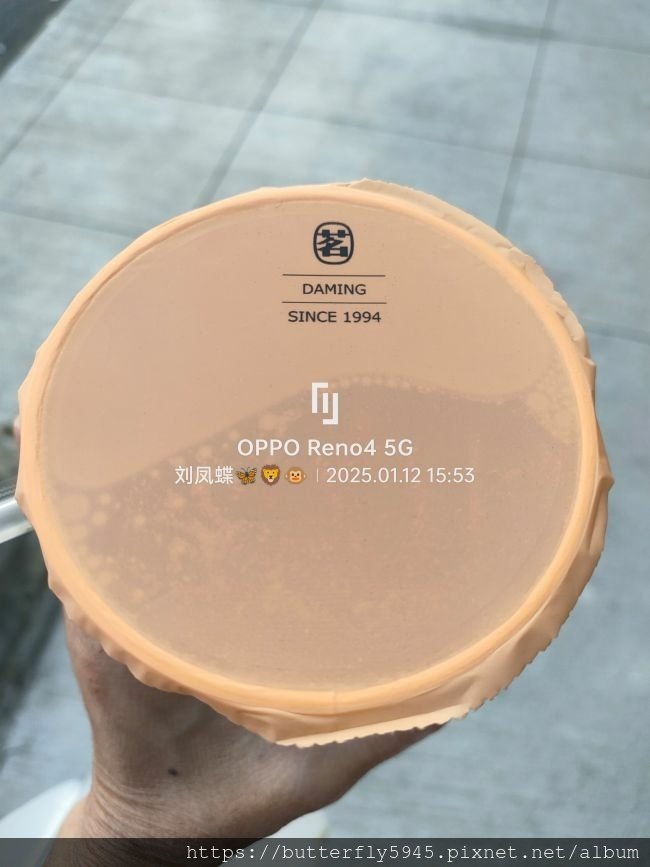 茗
DAMING
SINCE 1994
OPPO Reno4 5G
刘凤蝶🦋🦁🐵 | 2025.01.12 15:53
https://butterfly5945.pixnet.net/album